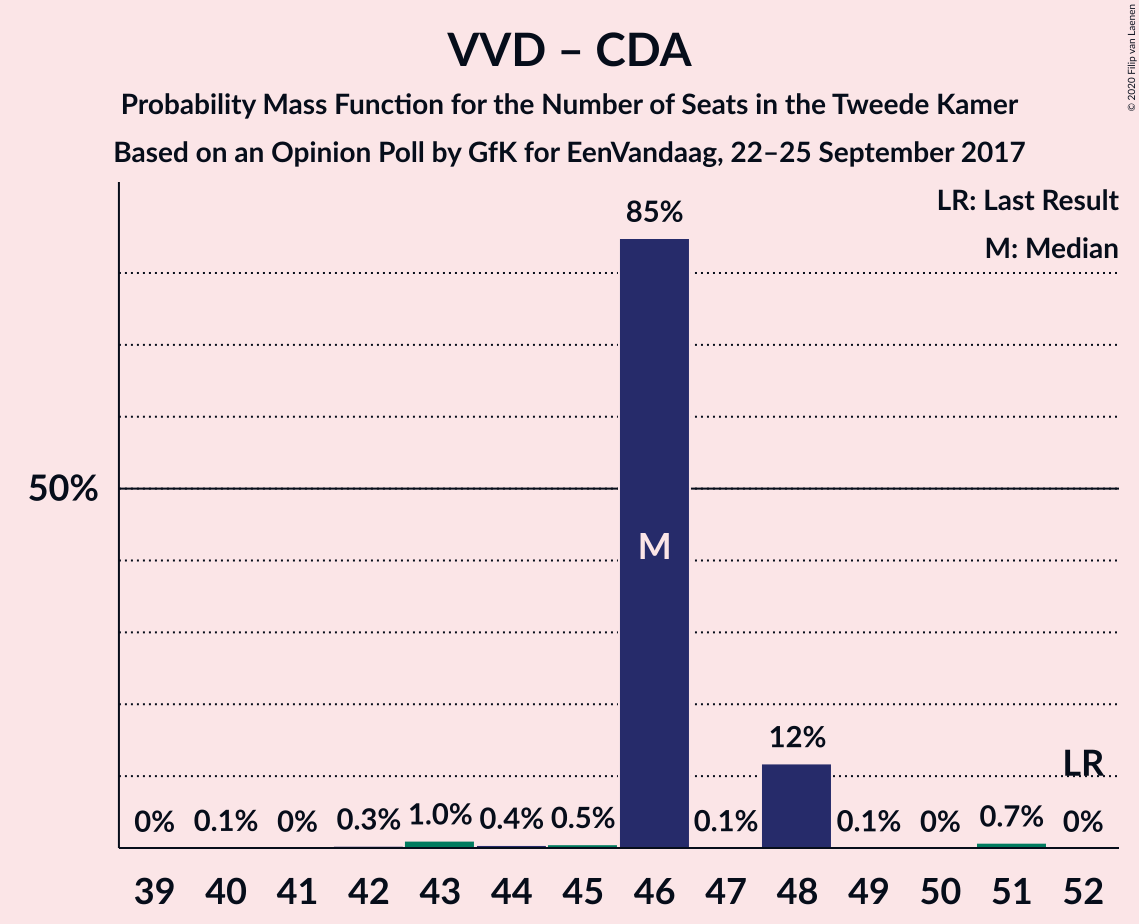 VVD – CDA
Probability Mass Function for the Number of Seats in the Tweede Kamer
Based on an Opinion Poll by GfK for EenVandaag, 22–25 September 2017
© 2020 Filip van Laenen
LR: Last Result
M: Median
85%
50%
M
12%
LR
0% 0.1% 0% 0.3% 1.0% 0.4% 0.5% 0.1% 0.1% 0% 0.7% 0%
39 40 41 42 43 44 45 46 47 48 49 50 51 52